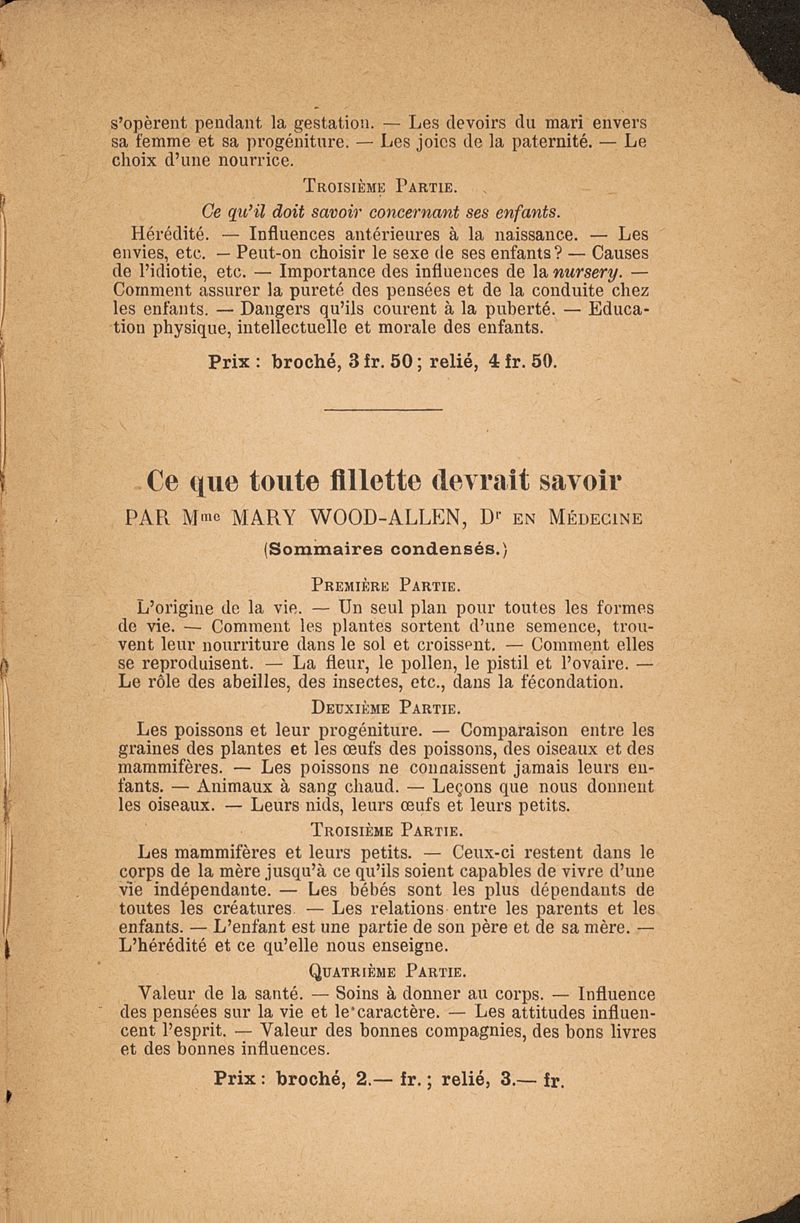 s'opèrent pendant la gestation. — Les devoirs du mari envers
sa femme et sa progéniture. — Les joies de la paternité. — Le
choix d'une nourrice.
Troisième Partie.
Ce qu'il doit savoir concernant ses enfants.
Hérédité. — Influences antérieures à la naissance. — Les
envies, etc. — Peut-on choisir le sexe de ses enfants? — Causes
de l'idiotie, etc. — Importance des influences de la nursery. —
Comment assurer la pureté des pensées et de la conduite chez
les enfants. — Dangers qu'ils courent à la puberté. — Educa-
tion physique, intellectuelle et morale des enfants.
Prix : broché, 3 fr. 50 ; relié, 4 fr. 50.
Ce que toute fillette devrait savoir
PAR Mme MARY WOOD-ALLEN, Dr en Médecine
(Sommaires condensés.)
Première Partie.
L'origine de la vie. — Un seul plan pour toutes les formes
de vie. — Comment les plantes sortent d'une semence, trou-
vent leur nourriture dans le sol et croissent. — Comment elles
se reproduisent. — La fleur, le pollen, le pistil et l'ovaire. —
Le rôle des abeilles, des insectes, etc., dans la fécondation.
Deuxième Partie.
Les poissons et leur progéniture. — Comparaison entre les
graines des plantes et les œufs des poissons, des oiseaux et des
mammifères. — Les poissons ne connaissent jamais leurs en-
fants. — Animaux à sang chaud. — Leçons que nous donnent
les oiseaux. — Leurs nids, leurs œufs et leurs petits.
Troisième Partie.
Les mammifères et leurs petits. — Ceux-ci restent dans le
corps de la mère jusqu'à ce qu'ils soient capables de vivre d'une
vie indépendante. — Les bébés sont les plus dépendants de
toutes les créatures. — Les relations entre les parents et les
enfants. — L'enfant est une partie de son père et de sa mère. —
L'hérédité et ce qu'elle nous enseigne.
Quatrième Partie.
Valeur de la santé. — Soins à donner au corps. — Influence
des pensées sur la vie et le caractère. — Les attitudes influen-
cent l'esprit. — Valeur des bonnes compagnies, des bons livres
et des bonnes influences.
Prix : broché, 2.— fr. ; relié, 3.— fr.